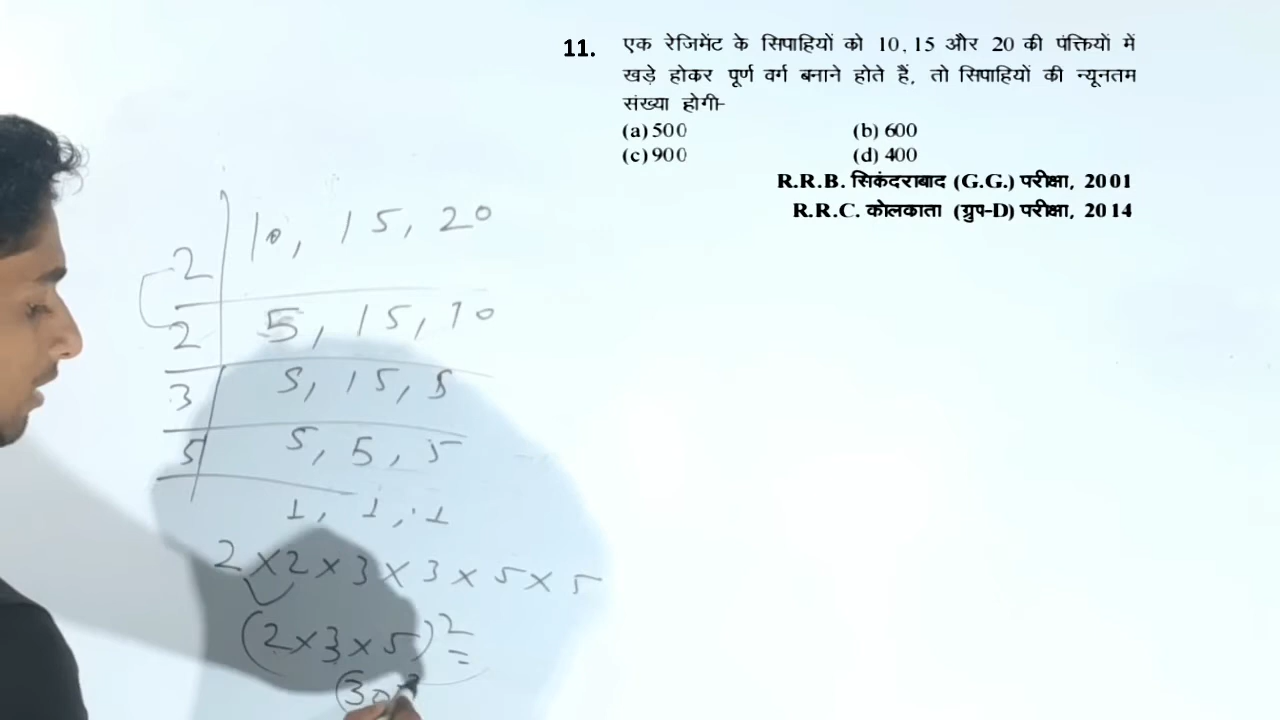 11. एक रेजिमेंट के सिपाहियों को 10, 15 और 20 की पंक्तियों में
खड़े होकर पूर्ण वर्ग बनाने होते हैं, तो सिपाहियों की न्यूनतम
संख्या होगी-
(a) 500 (b) 600
(c) 900 (d) 400
R.R.B. सिकंदराबाद (G.G.) परीक्षा, 2001
R.R.C. कोलकाता (ग्रुप-D) परीक्षा, 2014
10, 15, 20
2
2 5, 15, 10
3 5, 15, 5
5 5, 5, 5
1, 1, 1
2 × 2 × 3 × 3 × 5 × 5
(2×3×5)² =
(30